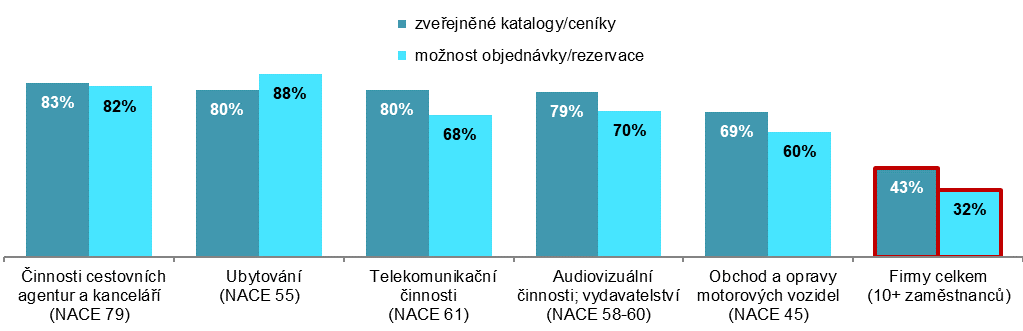 zveřejněné katalogy/ceníky
možnost objednávky/rezervace
83%
82%
80%
88%
80%
68%
79%
70%
69%
60%
43%
32%
Činnosti cestovních
agentur a kanceláří
(NACE 79)
Ubytování
(NACE 55)
Telekomunikační
činnosti
(NACE 61)
Audiovizuální
činnosti; vydavatelství
(NACE 58-60)
Obchod a opravy
motorových vozidel
(NACE 45)
Firmy celkem
(10+ zaměstnanců)